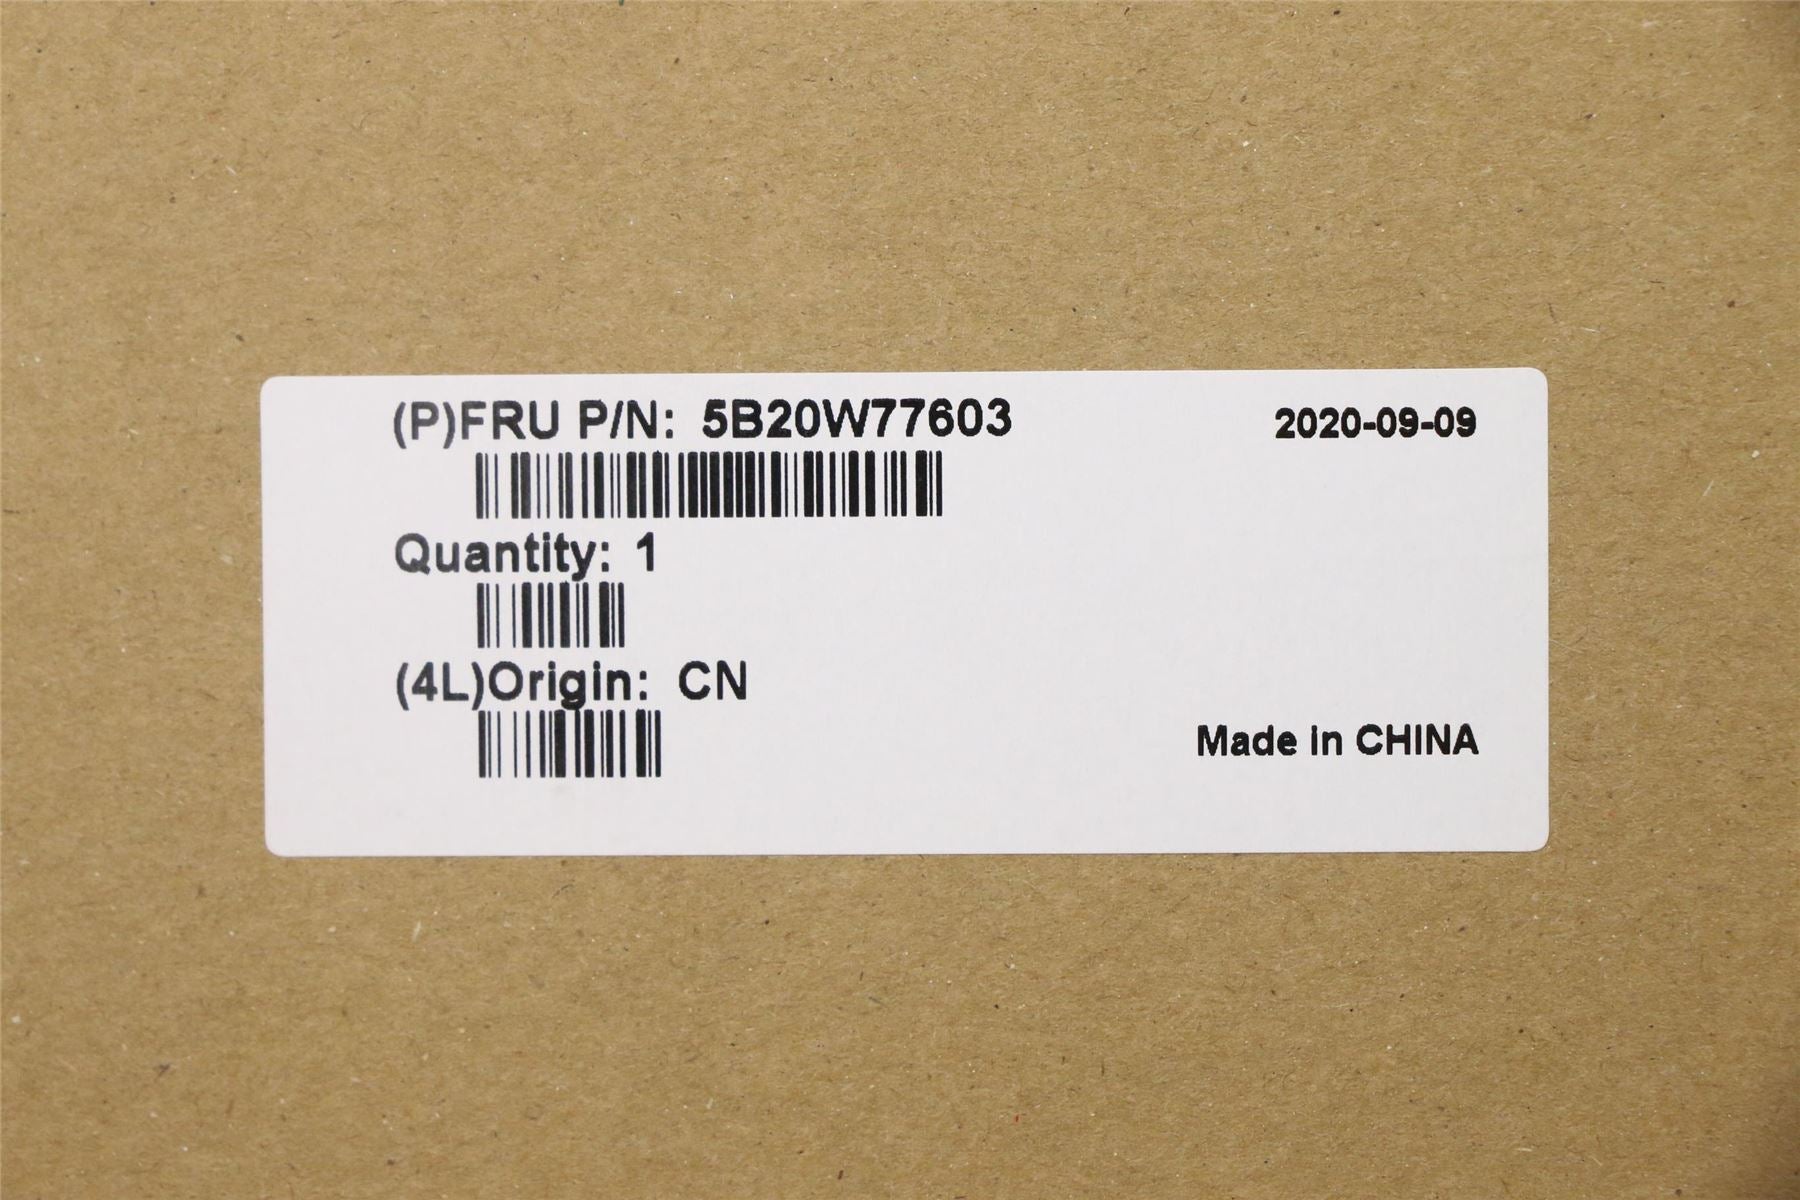 (P)FRU P/N: 5B20W77603
2020-09-09
Quantity: 1
(4L)Origin: CN
Made in CHINA